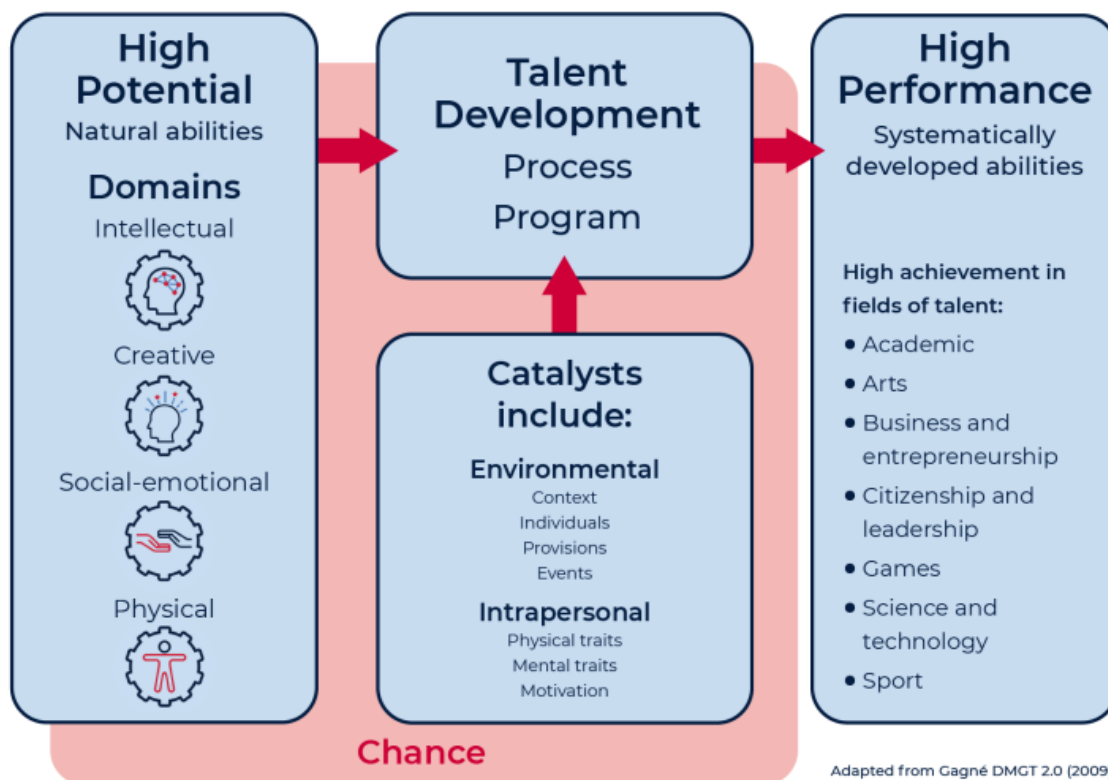 High
Potential
Natural abilities
Domains
Intellectual
Creative
Social-emotional
Physical
Talent
Development
Process
Program
Catalysts
include:
Environmental
Context
Individuals
Provisions
Events
Intrapersonal
Physical traits
Mental traits
Motivation
Chance
High
Performance
Systematically
developed abilities
High achievement in
fields of talent:
• Academic
• Arts
• Business and
entrepreneurship
• Citizenship and
leadership
• Games
• Science and
technology
• Sport
Adapted from Gagné DMGT 2.0 (2009